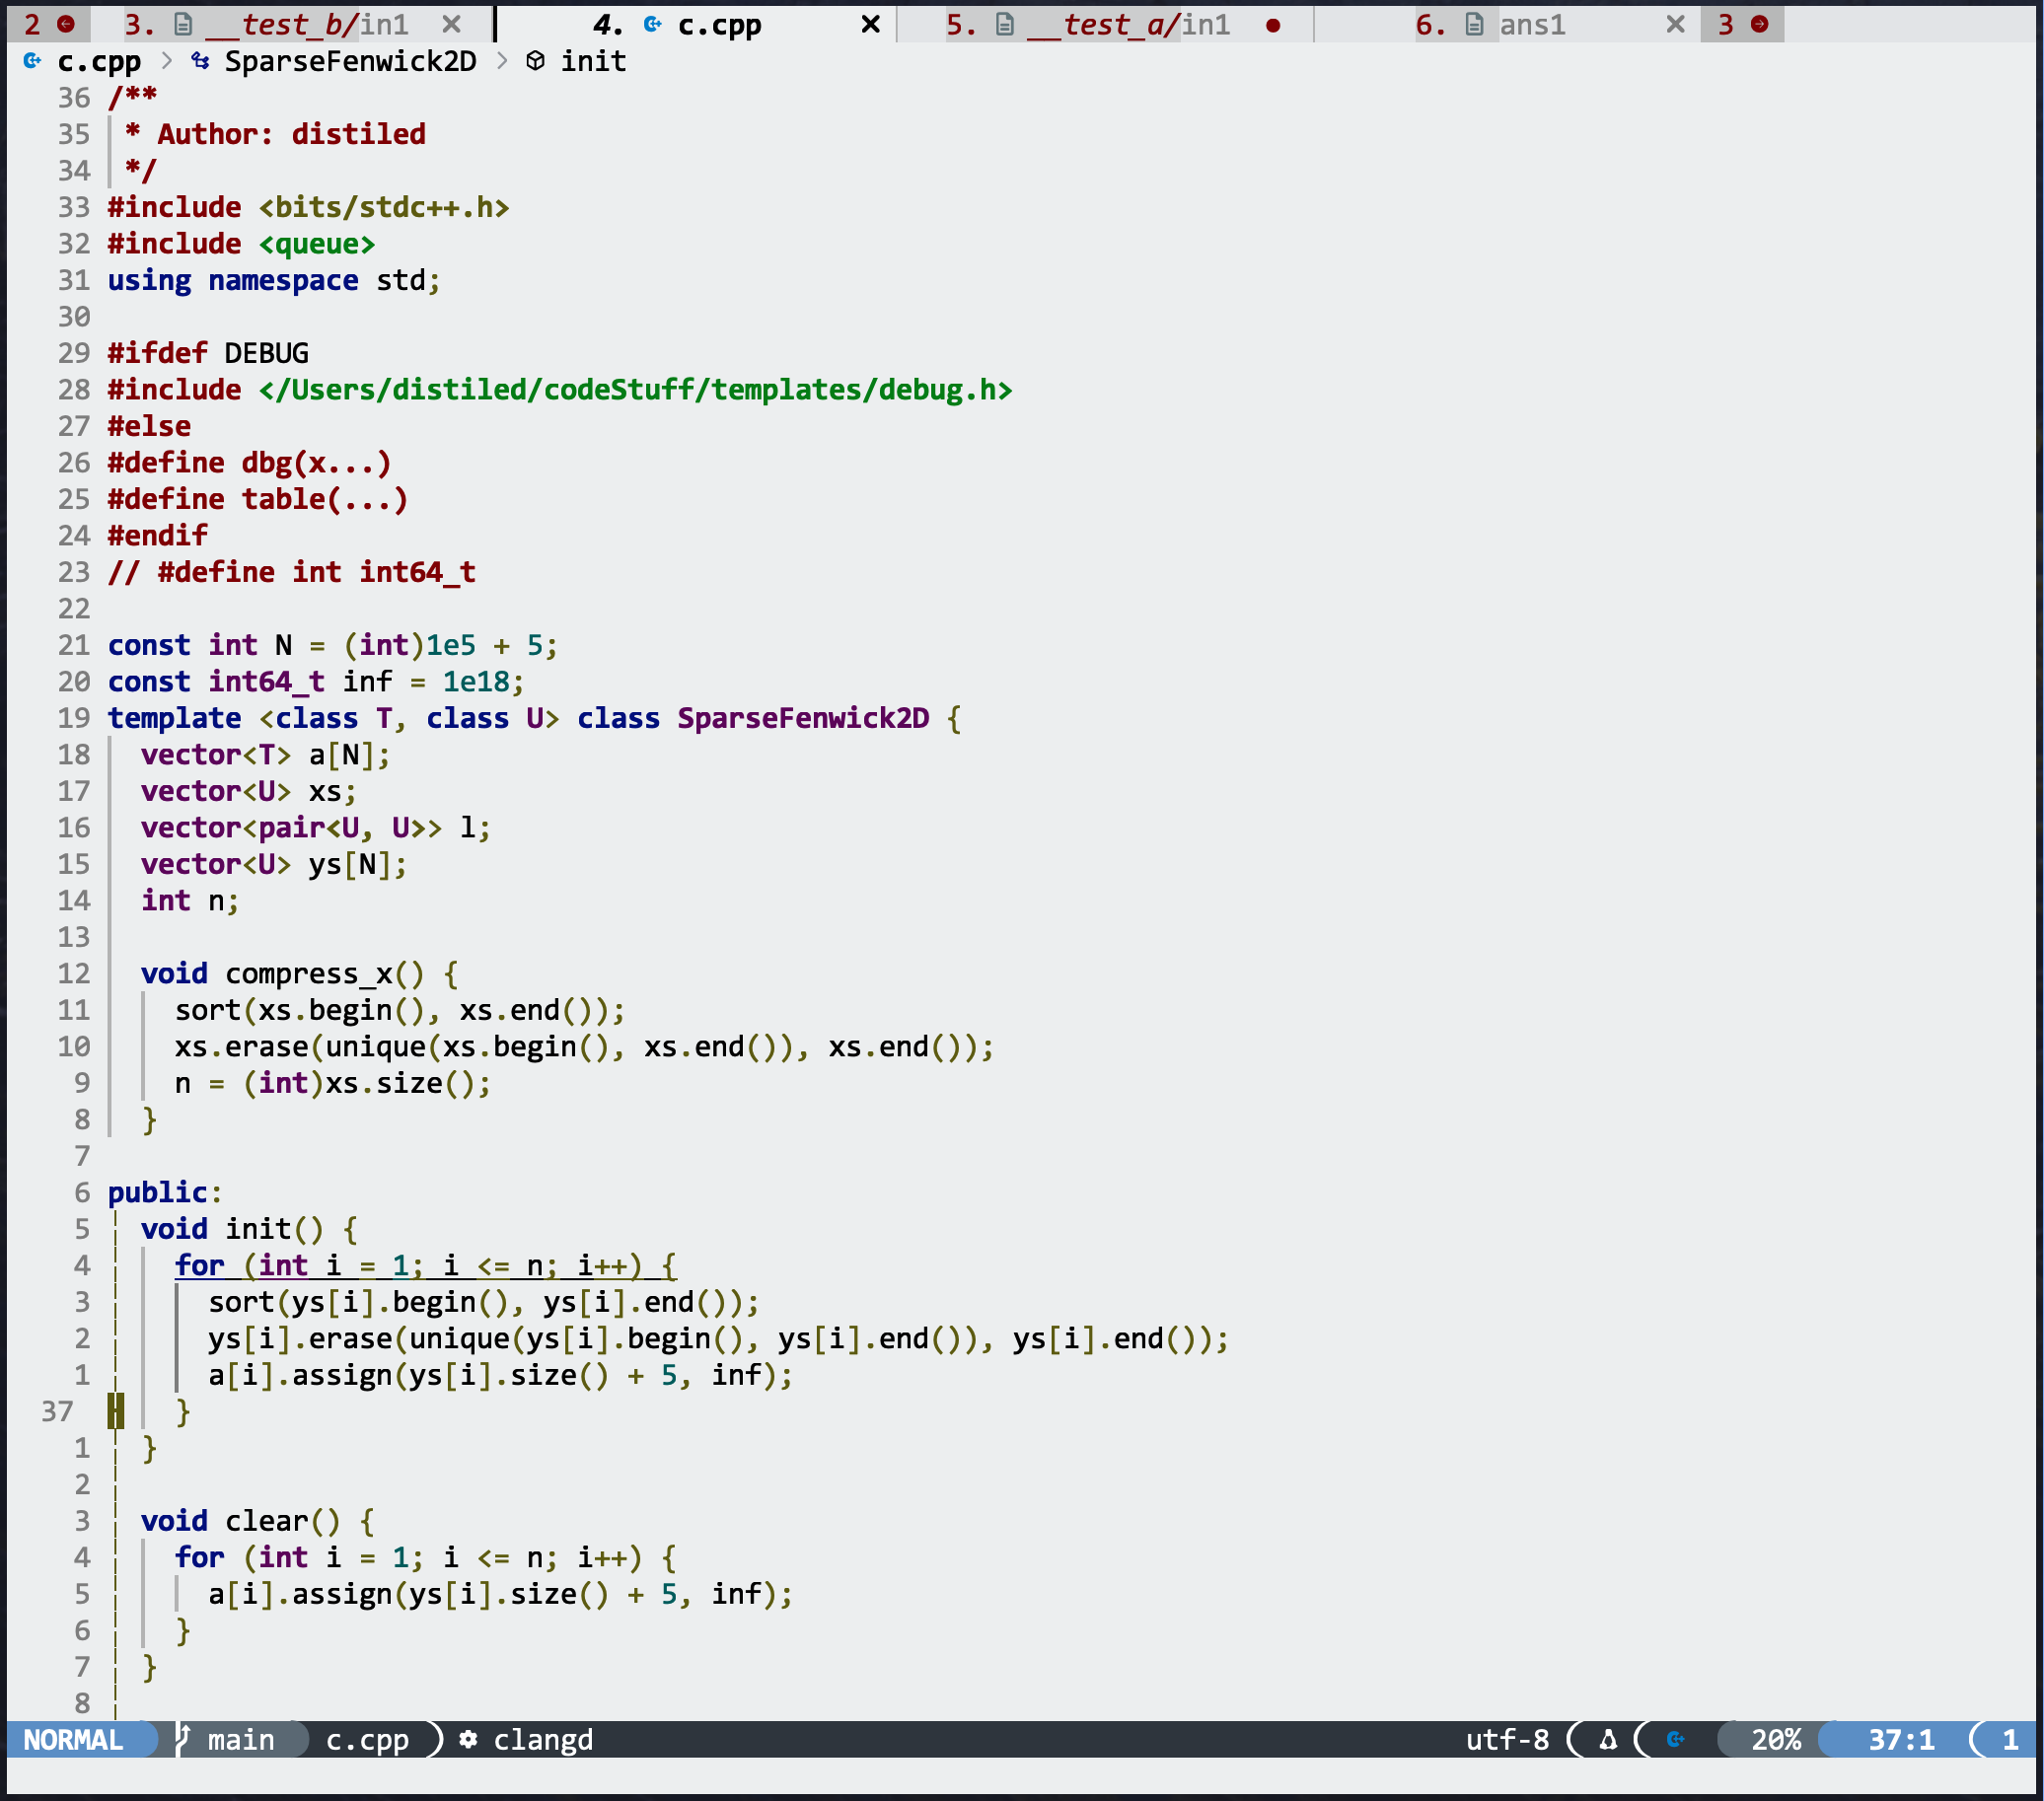 2 3. __test_b/in1 4. c.cpp 5. __test_a/in1 6. ans1 3
c.cpp > SparseFenwick2D > init
36 /**
35 * Author: distiled
34 */
33 #include <bits/stdc++.h>
32 #include <queue>
31 using namespace std;
30
29 #ifdef DEBUG
28 #include </Users/distiled/codeStuff/templates/debug.h>
27 #else
26 #define dbg(x...)
25 #define table(...)
24 #endif
23 // #define int int64_t
22
21 const int N = (int)1e5 + 5;
20 const int64_t inf = 1e18;
19 template <class T, class U> class SparseFenwick2D {
18 vector<T> a[N];
17 vector<U> xs;
16 vector<pair<U, U>> l;
15 vector<U> ys[N];
14 int n;
13
12 void compress_x() {
11 sort(xs.begin(), xs.end());
10 xs.erase(unique(xs.begin(), xs.end()), xs.end());
9 n = (int)xs.size();
8 }
7
6 public:
5 void init() {
4 for (int i = 1; i <= n; i++) {
3 sort(ys[i].begin(), ys[i].end());
2 ys[i].erase(unique(ys[i].begin(), ys[i].end()), ys[i].end());
1 a[i].assign(ys[i].size() + 5, inf);
37 }
1 }
2
3 void clear() {
4 for (int i = 1; i <= n; i++) {
5 a[i].assign(ys[i].size() + 5, inf);
6 }
7 }
8
NORMAL main c.cpp clangd utf-8 20% 37:1 1